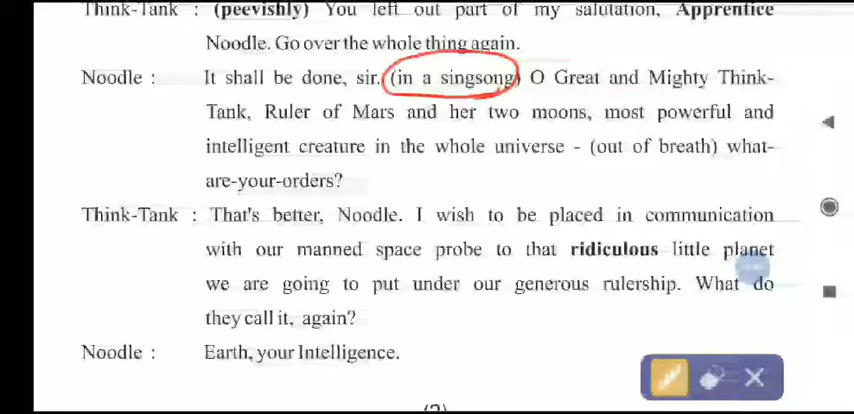 Think-Tank : (peevishly) You left out part of my salutation, Apprentice
Noodle. Go over the whole thing again.
Noodle : It shall be done, sir. (in a singsong) O Great and Mighty Think-
Tank, Ruler of Mars and her two moons, most powerful and
intelligent creature in the whole universe - (out of breath) what-
are-your-orders?
Think-Tank : That's better, Noodle. I wish to be placed in communication
with our manned space probe to that ridiculous little planet
we are going to put under our generous rulership. What do
they call it, again?
Noodle : Earth, your Intelligence.